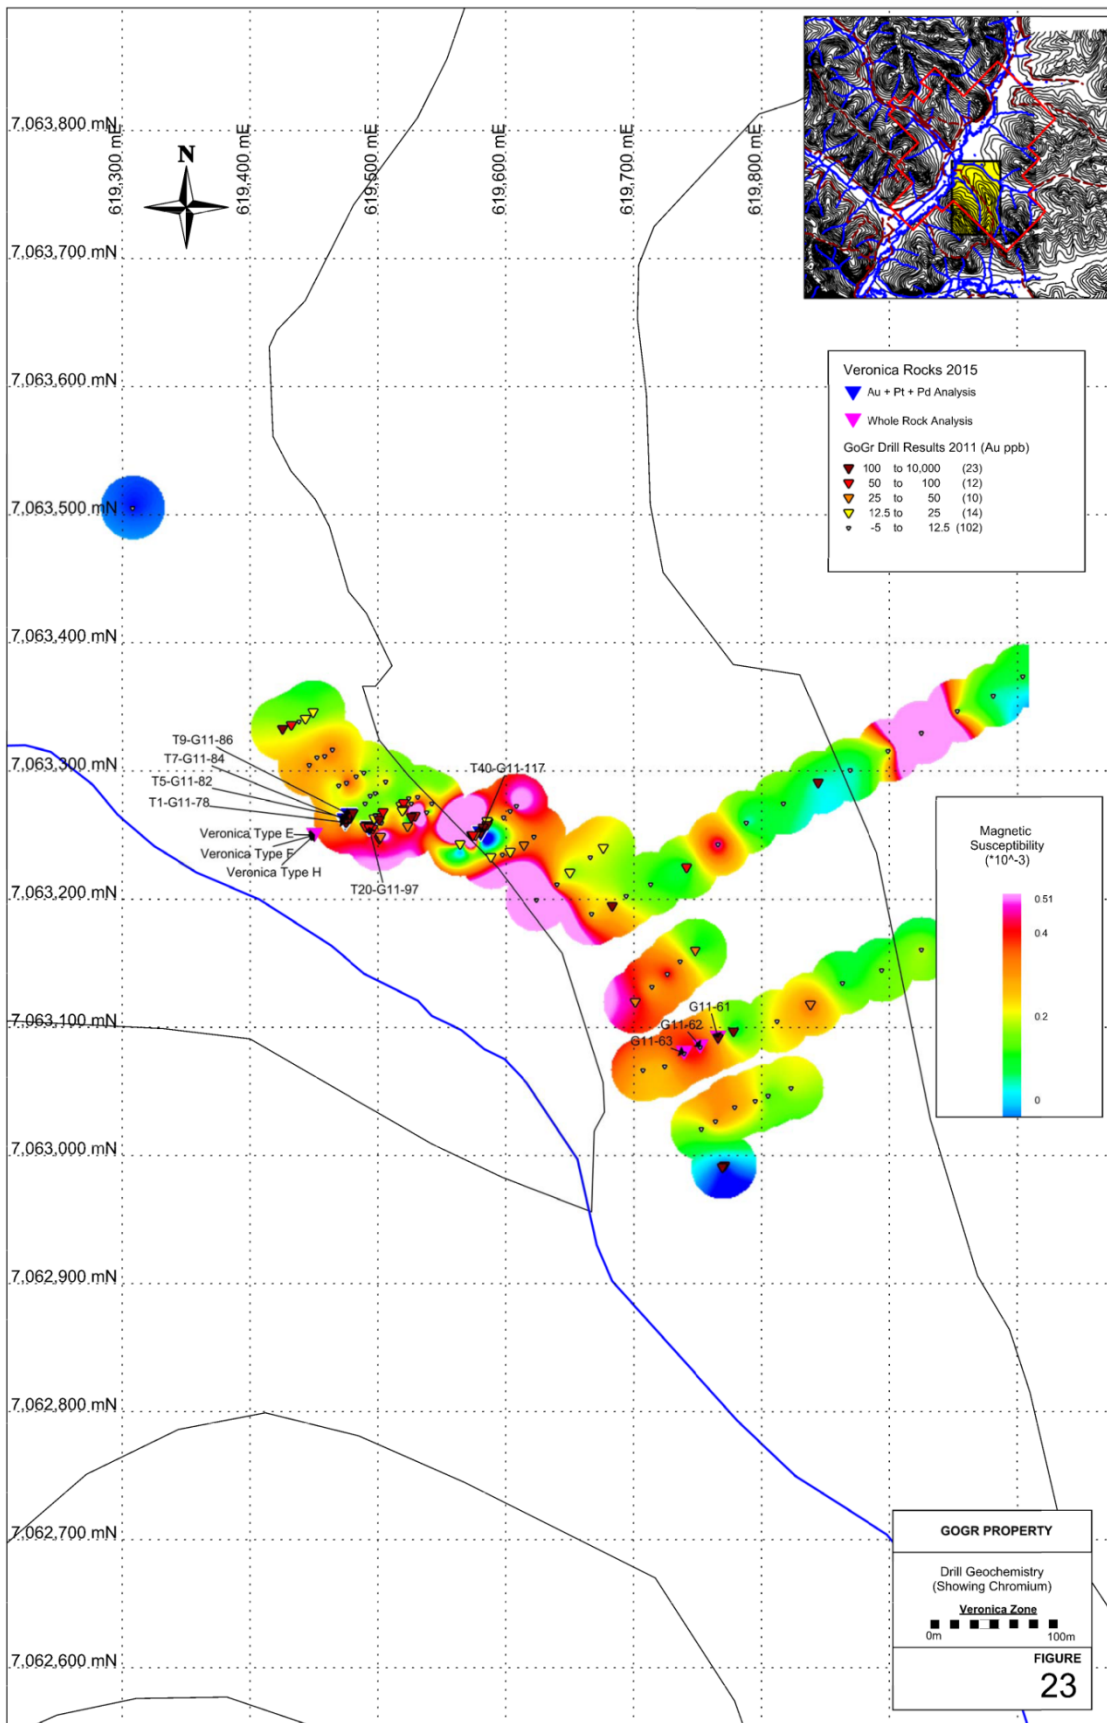 619,300 mE
619,400 mE
619,500 mE
619,600 mE
619,700 mE
619,800 mE
N
7,063,800 mN
7,063,700 mN
7,063,600 mN
7,063,500 mN
7,063,400 mN
7,063,300 mN
7,063,200 mN
7,063,100 mN
7,063,000 mN
7,062,900 mN
7,062,800 mN
7,062,700 mN
7,062,600 mN
Veronica Rocks 2015
Au + Pt + Pd Analysis
Whole Rock Analysis
GoGr Drill Results 2011 (Au ppb)
100 to 10,000 (23)
50 to 100 (12)
25 to 50 (10)
12.5 to 25 (14)
-5 to 12.5 (102)
T9-G11-86
T7-G11-84
T5-G11-82
T1-G11-78
Veronica Type E
Veronica Type F
Veronica Type H
T20-G11-97
T40-G11-117
G11-61
G11-62
G11-63
Magnetic
Susceptibility
(*10^-3)
0.51
0.4
0.2
0
GOGR PROPERTY
Drill Geochemistry
(Showing Chromium)
Veronica Zone
0m 100m
FIGURE
23